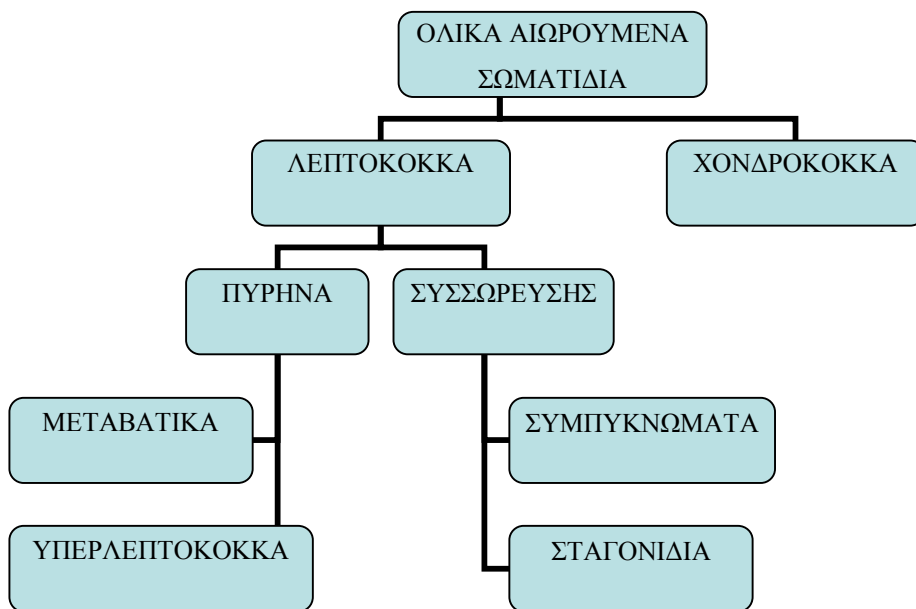 ΟΛΙΚΑ ΑΙΩΡΟΥΜΕΝΑ
ΣΩΜΑΤΙΔΙΑ
ΛΕΠΤΟΚΟΚΚΑ
ΧΟΝΔΡΟΚΟΚΚΑ
ΠΥΡΗΝΑ
ΣΥΣΣΩΡΕΥΣΗΣ
ΜΕΤΑΒΑΤΙΚΑ
ΣΥΜΠΥΚΝΩΜΑΤΑ
ΥΠΕΡΛΕΠΤΟΚΟΚΚΑ
ΣΤΑΓΟΝΙΔΙΑ